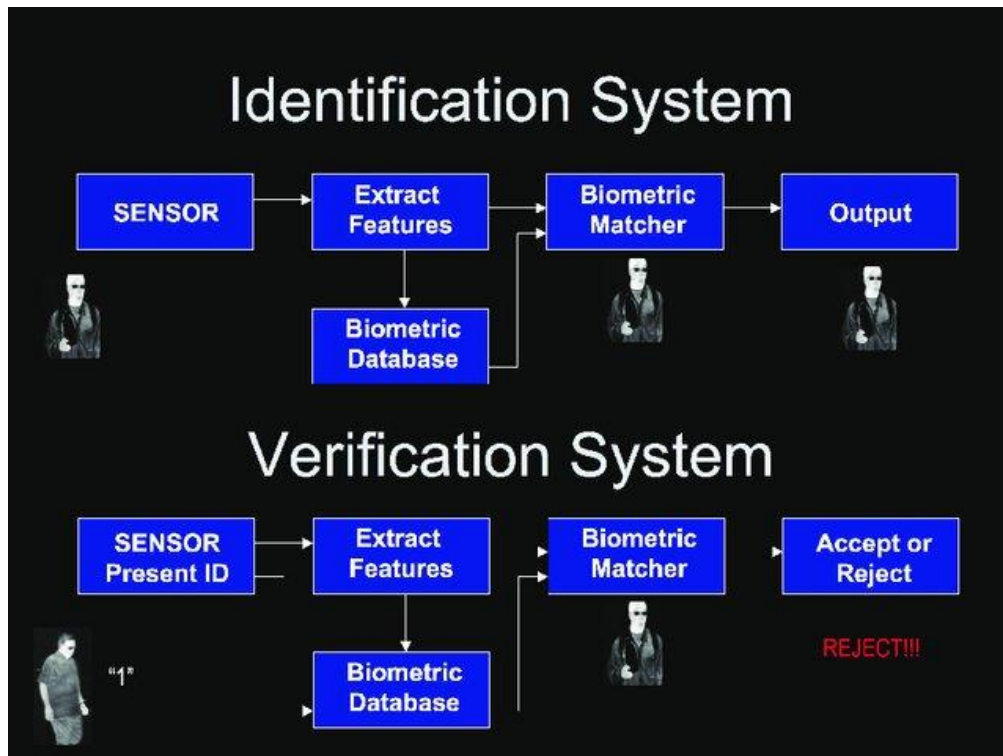 Identification System
SENSOR
Extract
Features
Biometric
Matcher
Output
Biometric
Database
Verification System
SENSOR
Present ID
Extract
Features
Biometric
Matcher
Accept or
Reject
"1"
REJECT!!!
Biometric
Database